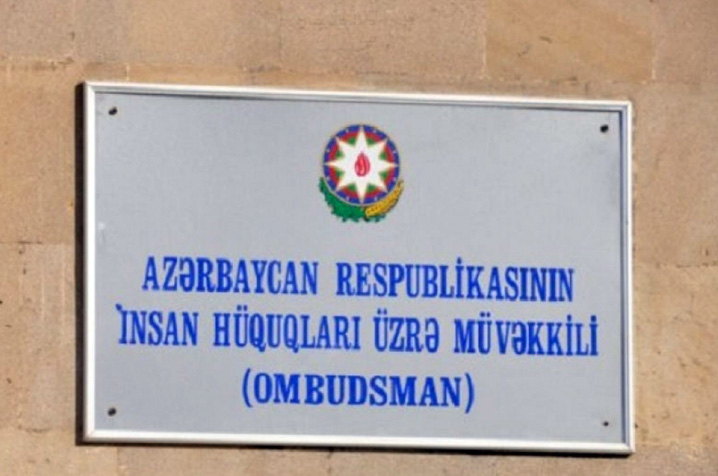 AZƏRBAYCAN RESPUBLİKASININ
İNSAN HÜQUQLARI ÜZRƏ MÜVƏKKİLİ
(OMBUDSMAN)